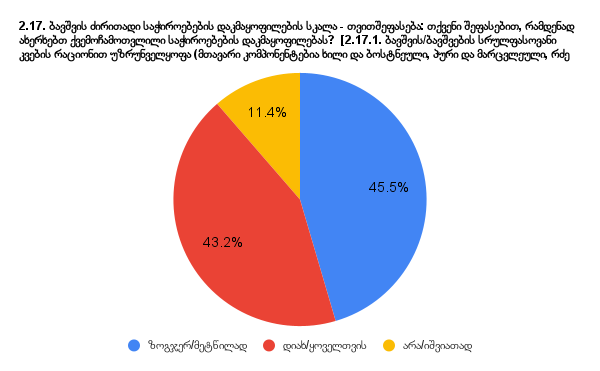 2.17. ბავშვის ძირითადი საჭიროებების დაკმაყოფილების სკალა - თვითშეფასება: თქვენი შეფასებით, რამდენად
ახერხებთ ქვემოჩამოთვლილი საჭიროებების დაკმაყოფილებას? [2.17.1. ბავშვის/ბავშვების სრულფასოვანი
კვების რაციონით უზრუნველყოფა (მთავარი კომპონენტებია ხილი და ბოსტნეული, პური და მარცვლეული, რძე
11.4%
45.5%
43.2%
ზოგჯერ/მეტწილად დიახ/ყოველთვის არა/იშვიათად